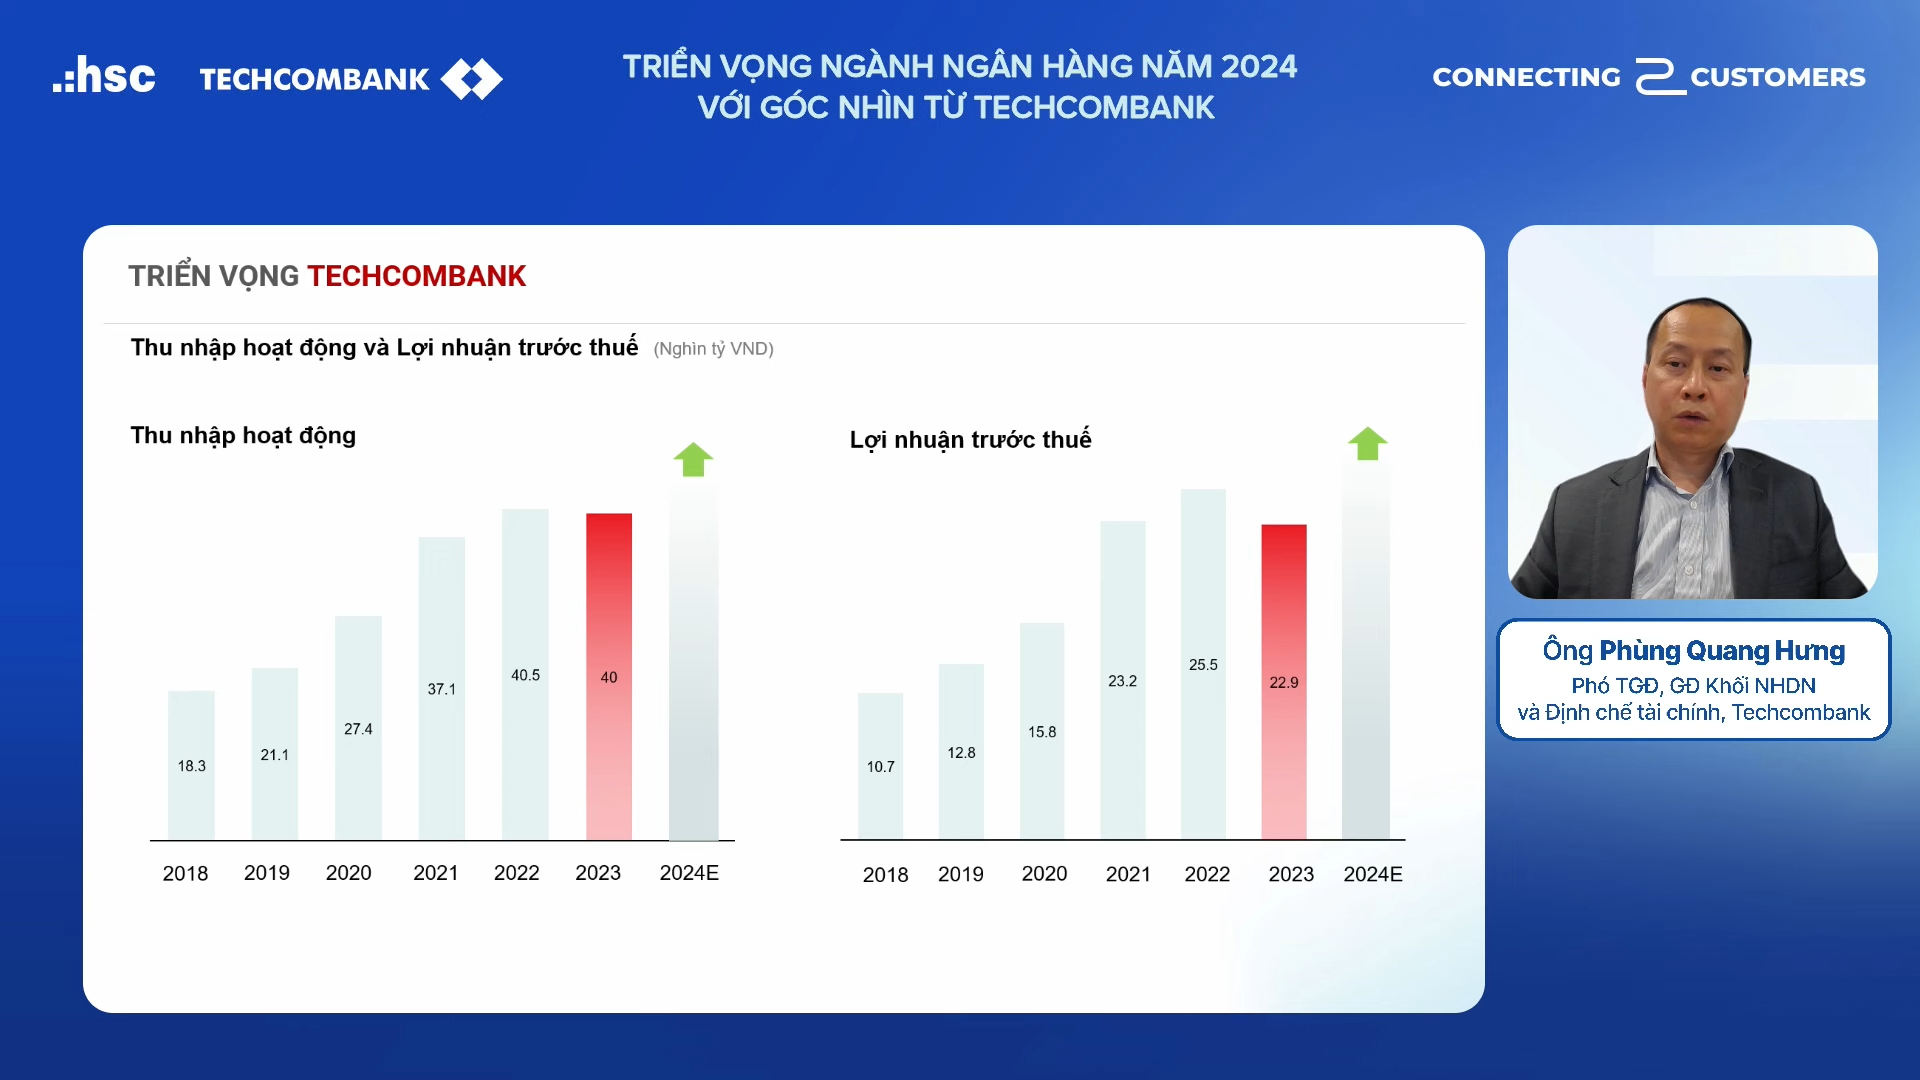 .::hsc
TECHCOMBANK
TRIỂN VỌNG NGÀNH NGÂN HÀNG NĂM 2024
VỚI GÓC NHÌN TỪ TECHCOMBANK
CONNECTING 2 CUSTOMERS
TRIỂN VỌNG TECHCOMBANK
Thu nhập hoạt động và Lợi nhuận trước thuế (Nghìn tỷ VND)
Thu nhập hoạt động
18.3
21.1
27.4
37.1
40.5
40
2018 2019 2020 2021 2022 2023 2024E
Lợi nhuận trước thuế
10.7
12.8
15.8
23.2
25.5
22.9
2018 2019 2020 2021 2022 2023 2024E
Ông Phùng Quang Hưng
Phó TGĐ, GĐ Khối NHDN
và Định chế tài chính, Techcombank